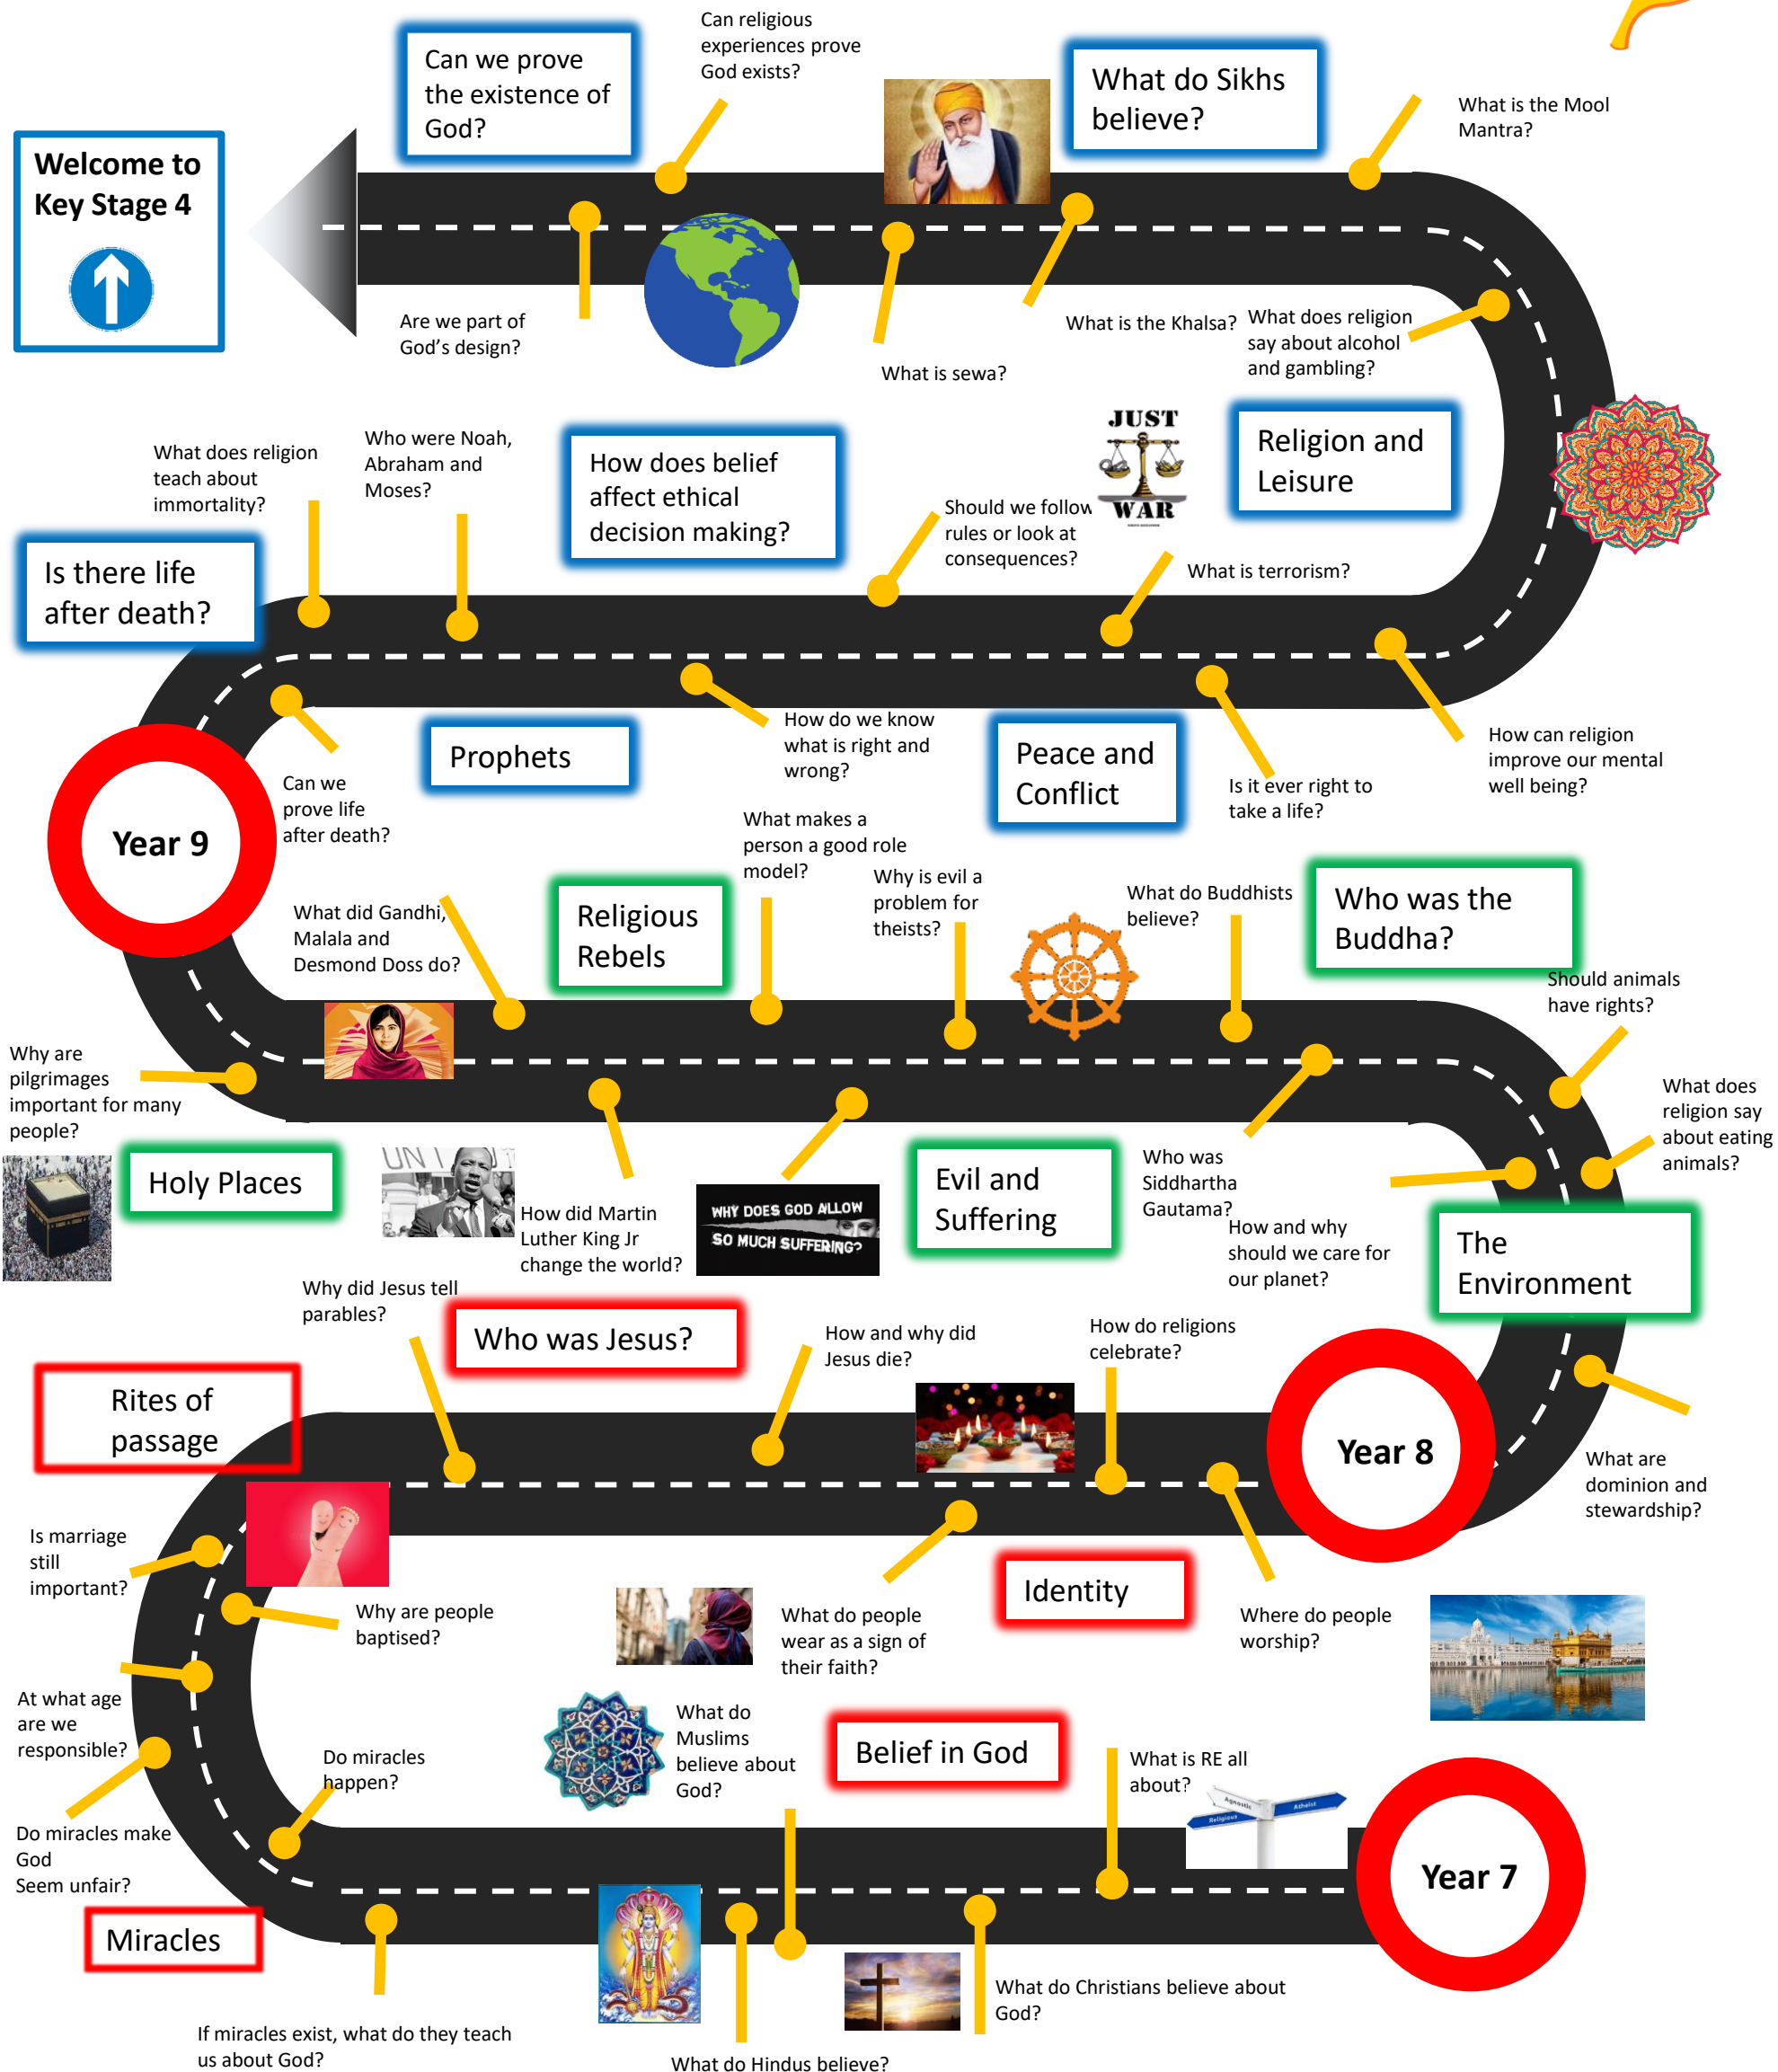 Can religious
experiences prove
God exists?
Can we prove
the existence of
God?
What do Sikhs
believe?
What is the Mool
Mantra?
Welcome to
Key Stage 4
Are we part of
God's design?
What is sewa?
What is the Khalsa?
What does religion
say about alcohol
and gambling?
What does religion
teach about
immortality?
Who were Noah,
Abraham and
Moses?
How does belief
affect ethical
decision making?
Should we follow
rules or look at
consequences?
JUST
WAR
Religion and
Leisure
What is terrorism?
Is there life
after death?
Prophets
How do we know
what is right and
wrong?
Peace and
Conflict
Is it ever right to
take a life?
How can religion
improve our mental
well being?
Year 9
Can we
prove life
after death?
What makes a
person a good role
model?
What did Gandhi,
Malala and
Desmond Doss do?
Religious
Rebels
Why is evil a
problem for
theists?
What do Buddhists
believe?
Who was the
Buddha?
Should animals
have rights?
Why are
pilgrimages
important for many
people?
What does
religion say
about eating
animals?
Holy Places
How did Martin
Luther King Jr
change the world?
WHY DOES GOD ALLOW
SO MUCH SUFFERING?
Evil and
Suffering
Who was
Siddhartha
Gautama?
How and why
should we care for
our planet?
The
Environment
Why did Jesus tell
parables?
Who was Jesus?
How and why did
Jesus die?
How do religions
celebrate?
Rites of
passage
Year 8
What are
dominion and
stewardship?
Is marriage
still
important?
Why are people
baptised?
What do people
wear as a sign of
their faith?
Identity
Where do people
worship?
At what age
are we
responsible?
Do miracles
happen?
What do
Muslims
believe about
God?
Belief in God
What is RE all
about?
Agnostic
Religious
Atheist
Do miracles make
God
Seem unfair?
Year 7
Miracles
What do Christians believe about
God?
If miracles exist, what do they teach
us about God?
What do Hindus believe?